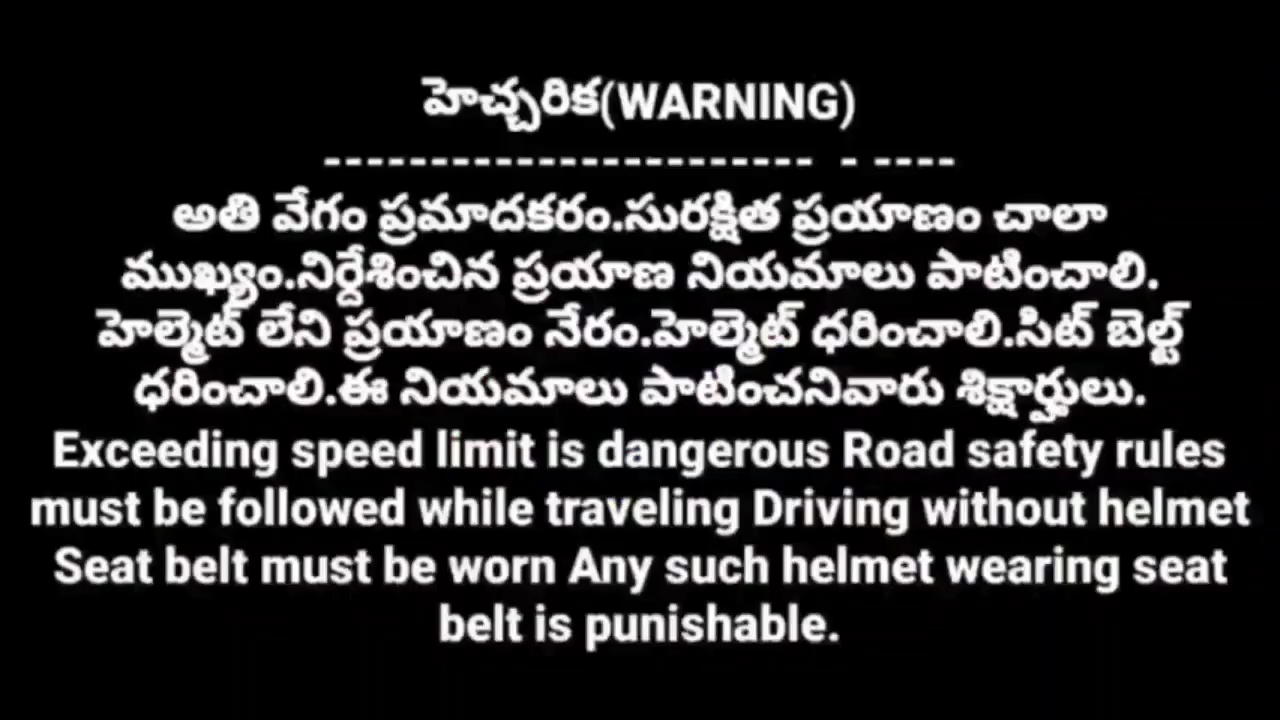 హెచ్చరిక(WARNING)
----------------------- - ----
అతి వేగం ప్రమాదకరం.సురక్షిత ప్రయాణం చాలా
ముఖ్యం.నిర్దేశించిన ప్రయాణ నియమాలు పాటించాలి.
హెల్మెట్ లేని ప్రయాణం నేరం.హెల్మెట్ ధరించాలి.సిట్ బెల్ట్
ధరించాలి.ఈ నియమాలు పాటించనివారు శిక్షార్హులు.
Exceeding speed limit is dangerous Road safety rules
must be followed while traveling Driving without helmet
Seat belt must be worn Any such helmet wearing seat
belt is punishable.